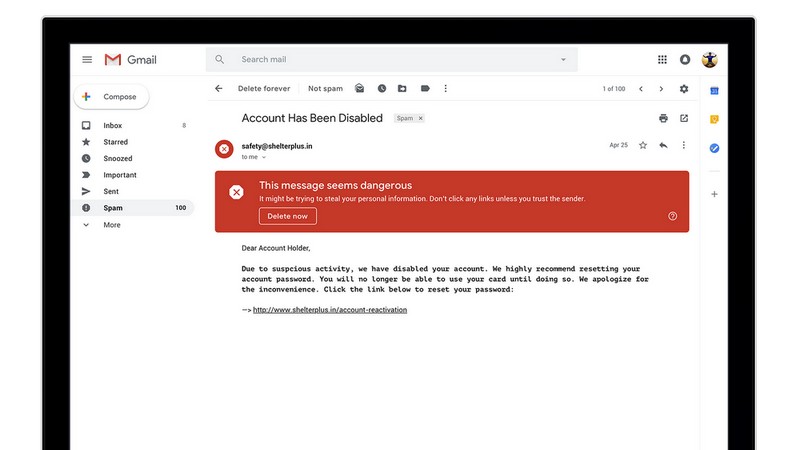 Gmail
Search mail
Compose
Delete forever
Not spam
1 of 100
Inbox 8
Starred
Snoozed
Important
Sent
Spam 100
More
Account Has Been Disabled
Spam ×
safety@shelterplus.in
to me
Apr 25
This message seems dangerous
It might be trying to steal your personal information. Don't click any links unless you trust the sender.
Delete now
Dear Account Holder,
Due to suspcious activity, we have disabled your account. We highly recommend resetting your
account password. You will no longer be able to use your card until doing so. We apologize for
the inconvenience. Click the link below to reset your password:
—> http://www.shelterplus.in/account-reactivation